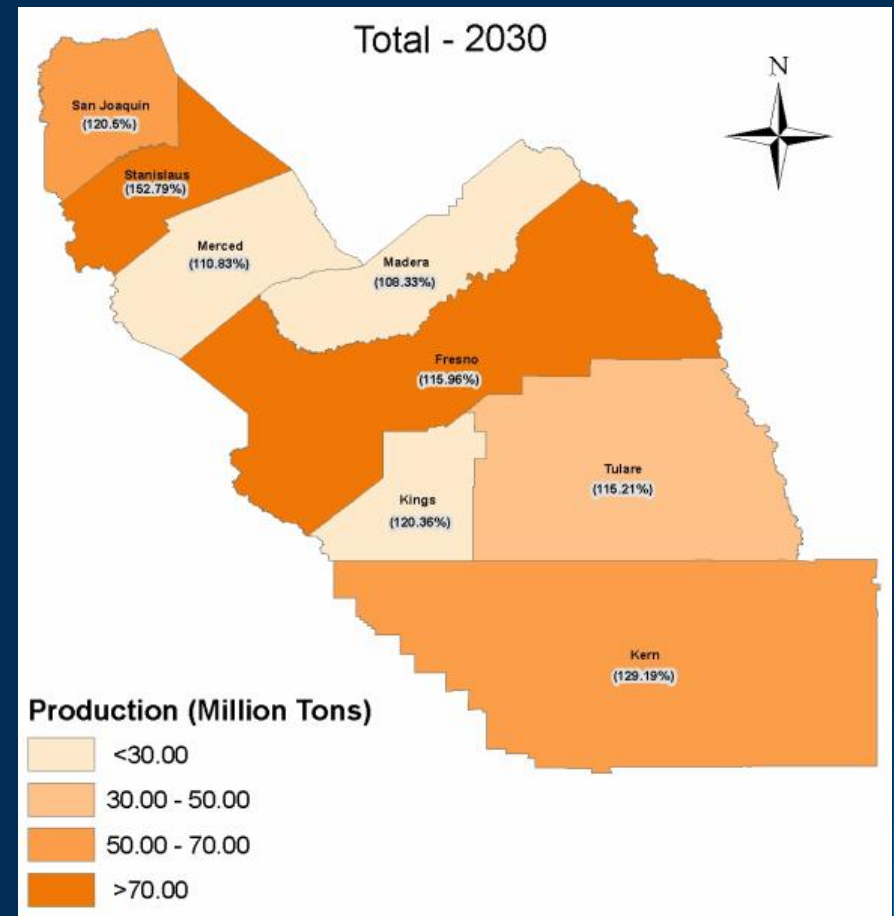 Total - 2030
N
San Joaquin
(120.5%)
Stanislaus
(152.79%)
Merced
(110.83%)
Madera
(108.33%)
Fresno
(115.96%)
Tulare
(115.21%)
Kings
(120.36%)
Kern
(129.19%)
Production (Million Tons)
<30.00
30.00 - 50.00
50.00 - 70.00
>70.00